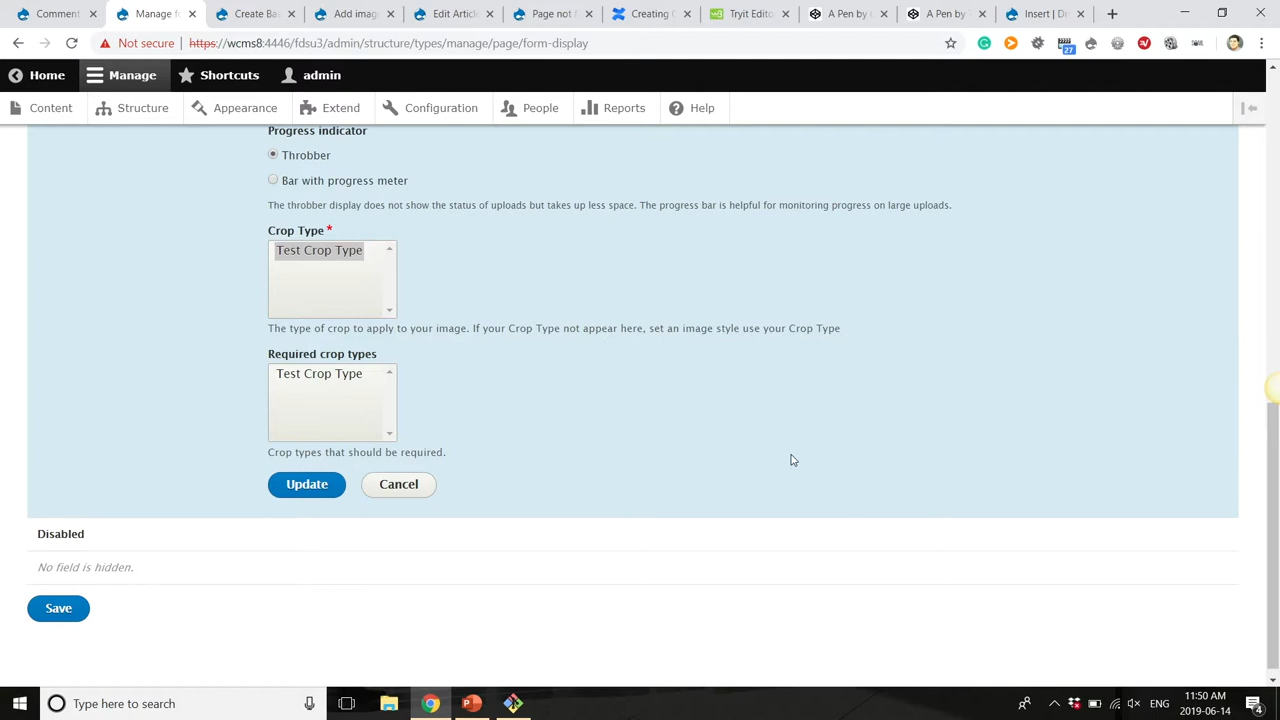 Comment
Manage fo
Create Bas
Add imag
Edit Article
Page not f
Creating C
Tryit Edito
A Pen by
A Pen by
Insert | Dr
Not secure
https://wcms8:4446/fdsu3/admin/structure/types/manage/page/form-display
27
Home
Manage
Shortcuts
admin
Content
Structure
Appearance
Extend
Configuration
People
Reports
Help
Progress indicator
Throbber
Bar with progress meter
The throbber display does not show the status of uploads but takes up less space. The progress bar is helpful for monitoring progress on large uploads.
Crop Type *
Test Crop Type
The type of crop to apply to your image. If your Crop Type not appear here, set an image style use your Crop Type
Required crop types
Test Crop Type
Crop types that should be required.
Update
Cancel
Disabled
No field is hidden.
Save
Type here to search
ENG
11:50 AM
2019-06-14
4